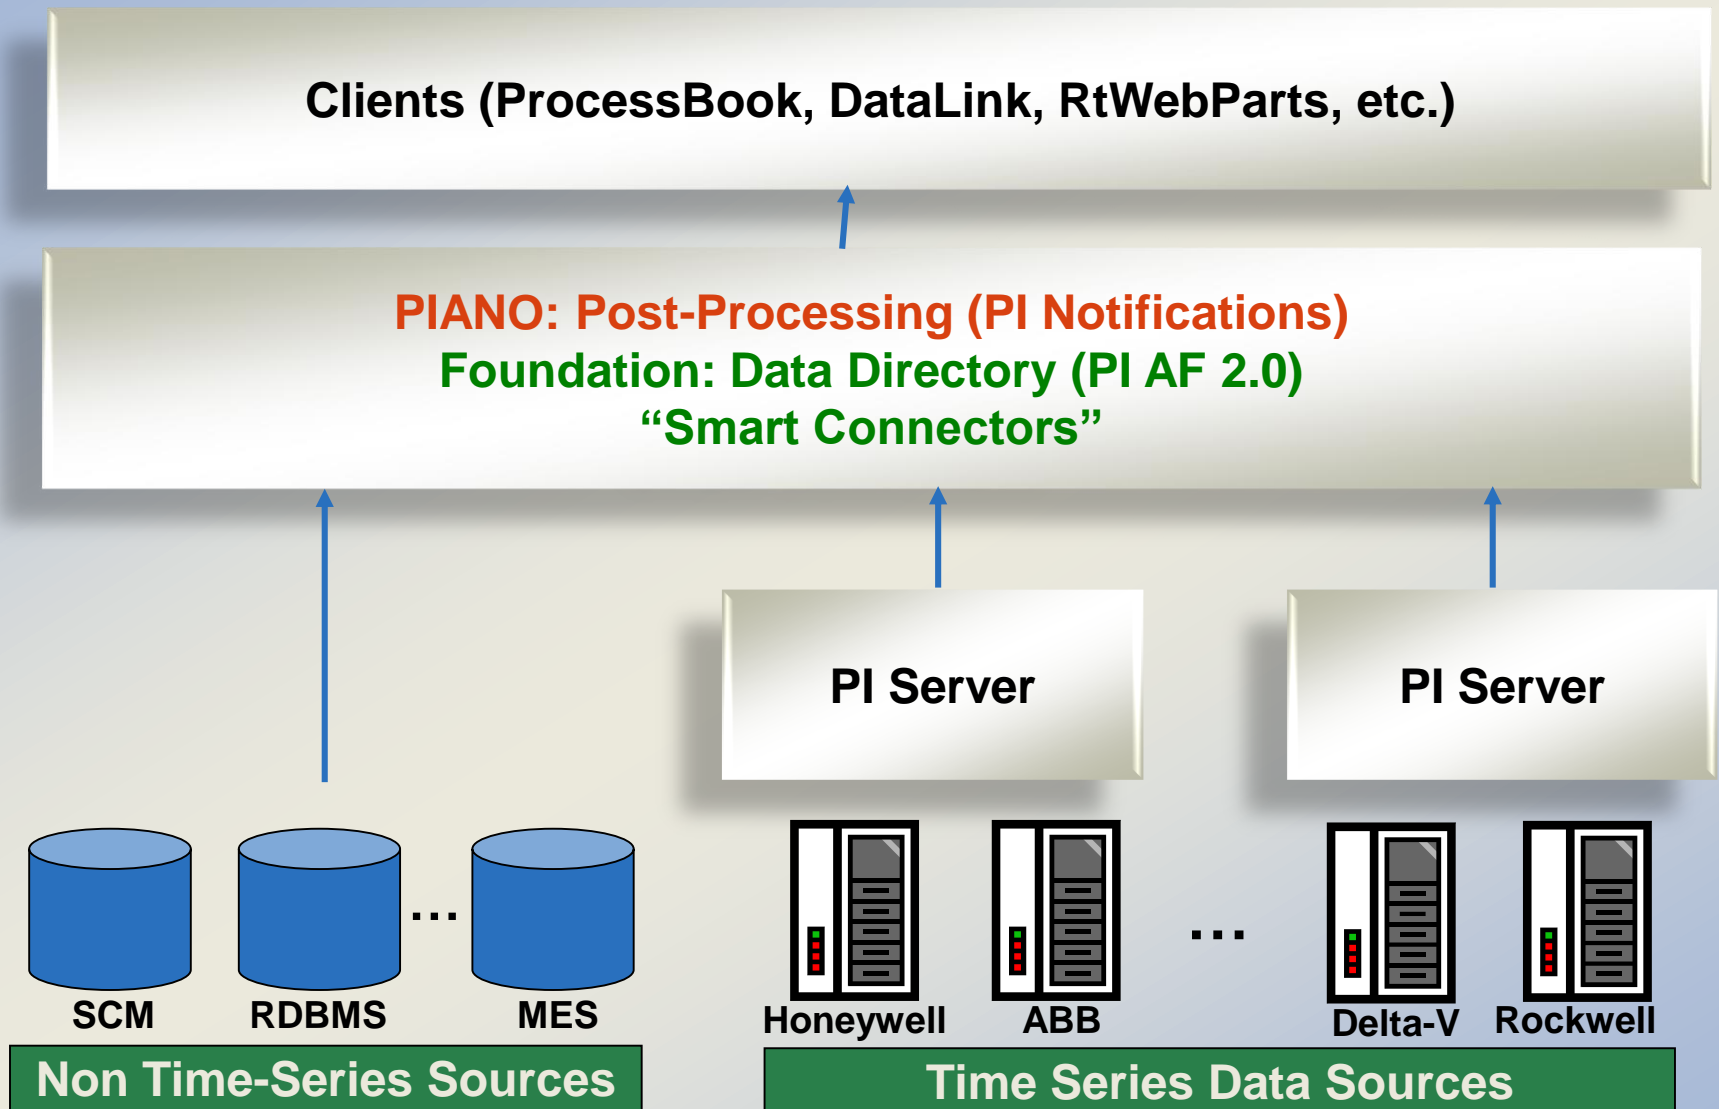 Clients (ProcessBook, DataLink, RtWebParts, etc.)
PIANO: Post-Processing (PI Notifications)
Foundation: Data Directory (PI AF 2.0)
“Smart Connectors”
PI Server
PI Server
...
...
SCM
RDBMS
MES
Honeywell
ABB
Delta-V
Rockwell
Non Time-Series Sources
Time Series Data Sources